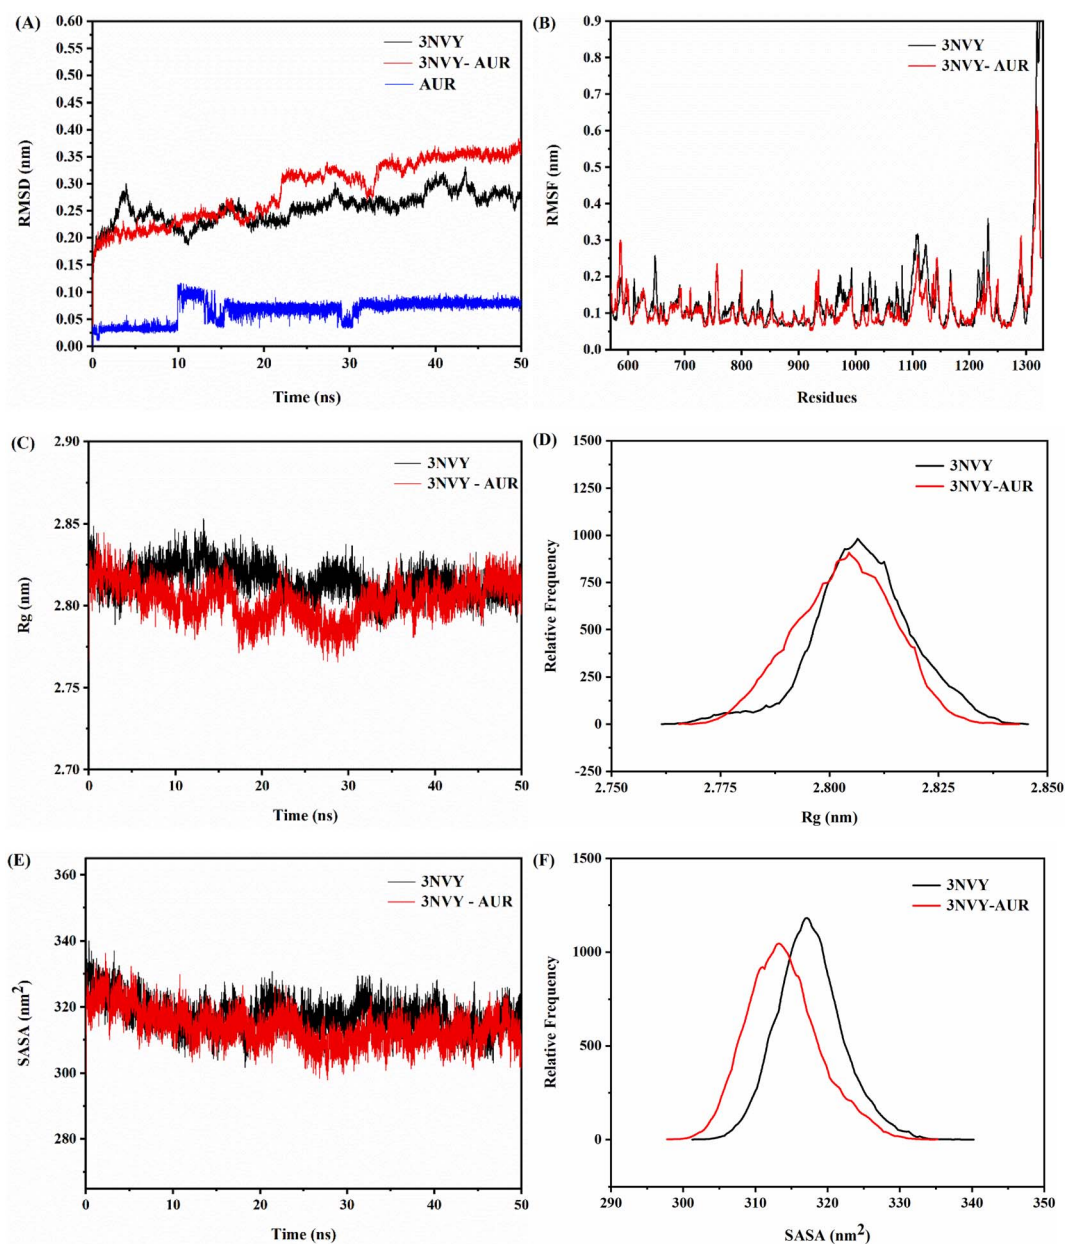 (A)
3NVY
3NVY- AUR
AUR
0.60
0.55
0.50
0.45
0.40
0.35
0.30
0.25
0.20
0.15
0.10
0.05
0.00
RMSD (nm)
0 10 20 30 40 50
Time (ns)
(B)
3NVY
3NVY- AUR
0.9
0.8
0.7
0.6
0.5
0.4
0.3
0.2
0.1
0.0
RMSF (nm)
600 700 800 900 1000 1100 1200 1300
Residues
(C)
3NVY
3NVY - AUR
2.90
2.85
2.80
2.75
2.70
Rg (nm)
0 10 20 30 40 50
Time (ns)
(D)
3NVY
3NVY-AUR
1500
1250
1000
750
500
250
0
-250
Relative Frequency
2.750 2.775 2.800 2.825 2.850
Rg (nm)
(E)
3NVY
3NVY - AUR
360
340
320
300
280
SASA (nm2)
0 10 20 30 40 50
Time (ns)
(F)
3NVY
3NVY-AUR
1500
1000
500
0
Relative Frequency
290 300 310 320 330 340 350
SASA (nm2)